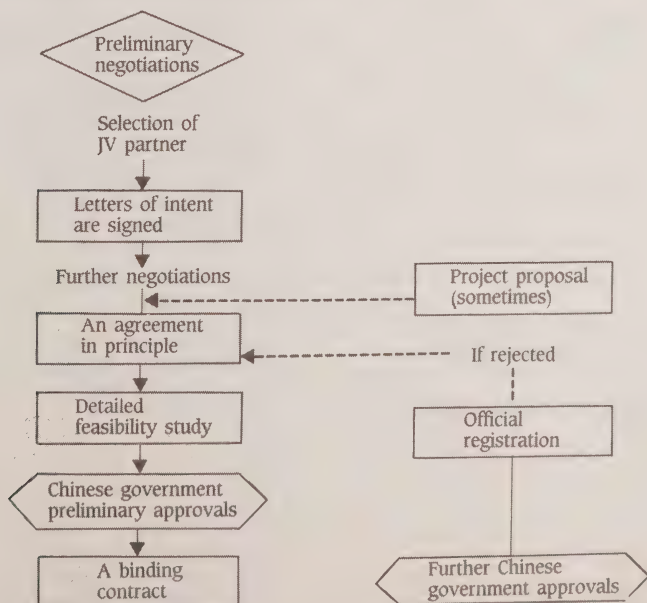 Preliminary
negotiations
Selection of
JV partner
Letters of intent
are signed
Further negotiations
Project proposal
(sometimes)
An agreement
in principle
If rejected
Detailed
feasibility study
Official
registration
Chinese government
preliminary approvals
A binding
contract
Further Chinese
government approvals